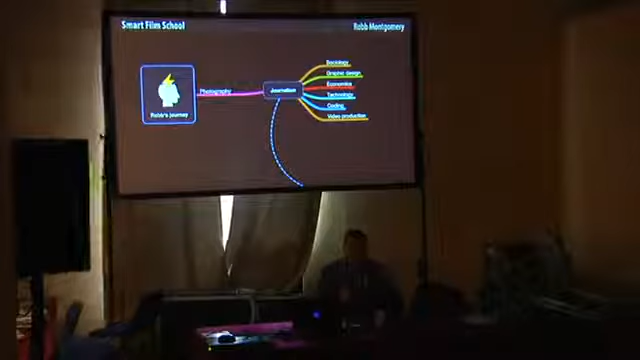 Smart Film School
Robb Montgomery
Robb's journey
Photography
Journalism
Sociology
Graphic design
Economics
Technology
Coding
Video production